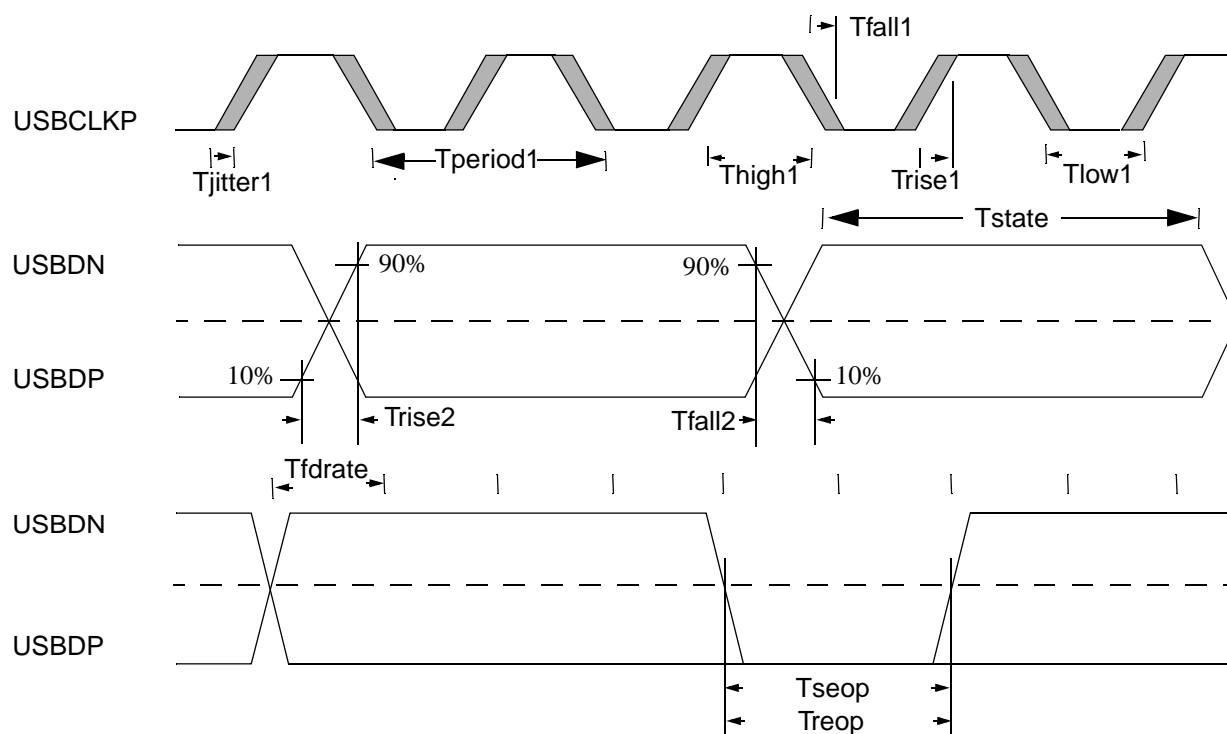 Tfall1
USBCLKP
Tjitter1
Tperiod1
Thigh1
Trise1
Tlow1
Tstate
USBDN
90%
90%
USBDP
10%
10%
Trise2
Tfall2
Tfdrate
USBDN
USBDP
Tseop
Treop